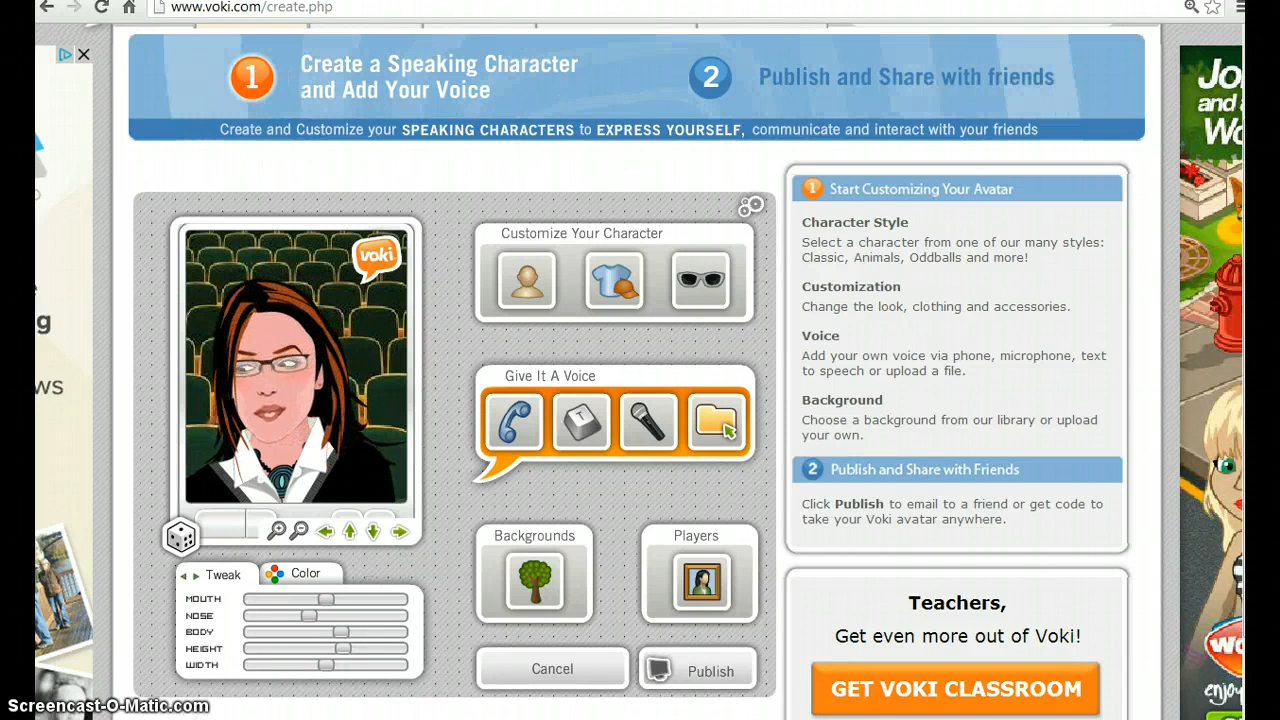 www.voki.com/create.php
1
Create a Speaking Character
and Add Your Voice
2
Publish and Share with friends
Create and Customize your SPEAKING CHARACTERS to EXPRESS YOURSELF, communicate and interact with your friends
voki
Tweak
Color
MOUTH
NOSE
BODY
HEIGHT
WIDTH
Customize Your Character
Give It A Voice
T
Backgrounds
Players
Cancel
Publish
1 Start Customizing Your Avatar
Character Style
Select a character from one of our many styles:
Classic, Animals, Oddballs and more!
Customization
Change the look, clothing and accessories.
Voice
Add your own voice via phone, microphone, text
to speech or upload a file.
Background
Choose a background from our library or upload
your own.
2 Publish and Share with Friends
Click Publish to email to a friend or get code to
take your Voki avatar anywhere.
Teachers,
Get even more out of Voki!
GET VOKI CLASSROOM
and a
enjoy
Screencast-O-Matic.com